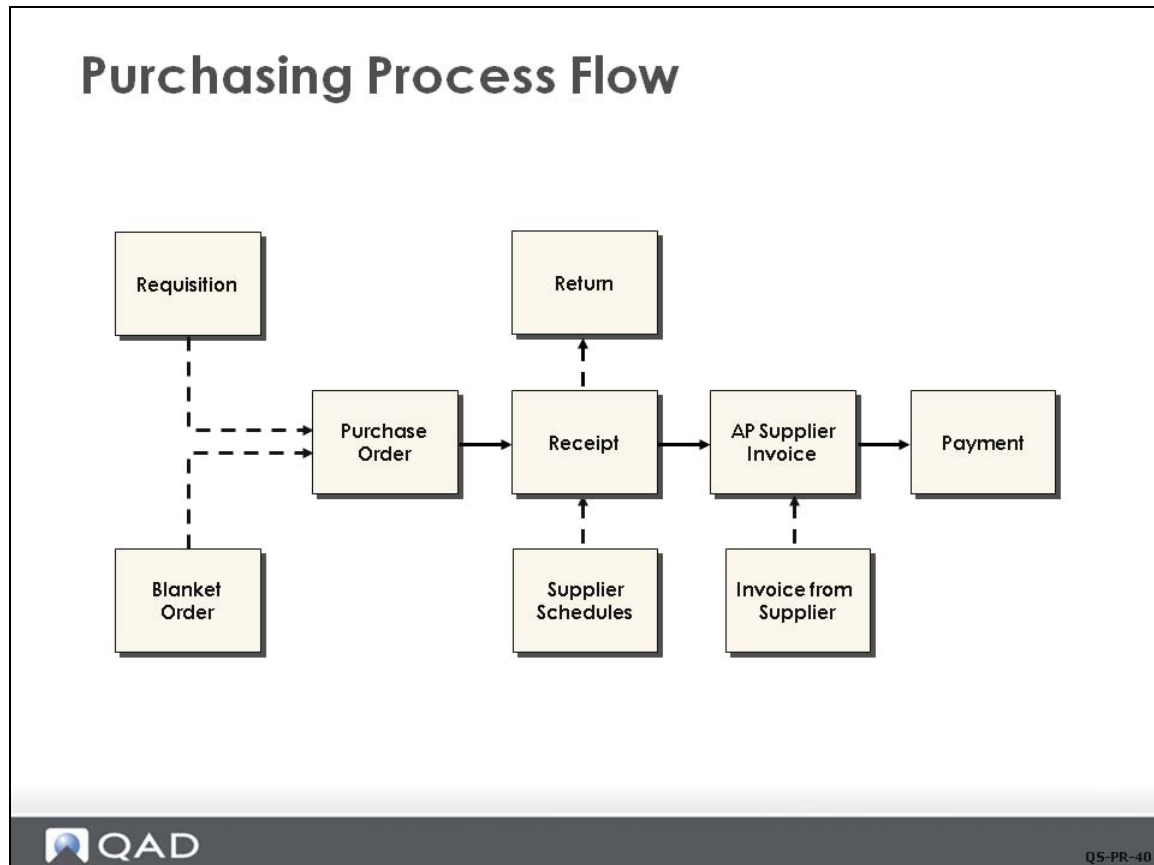 Purchasing Process Flow
Requisition
Return
Purchase
Order
Receipt
AP Supplier
Invoice
Payment
Blanket
Order
Supplier
Schedules
Invoice from
Supplier
QAD
QS-PR-40